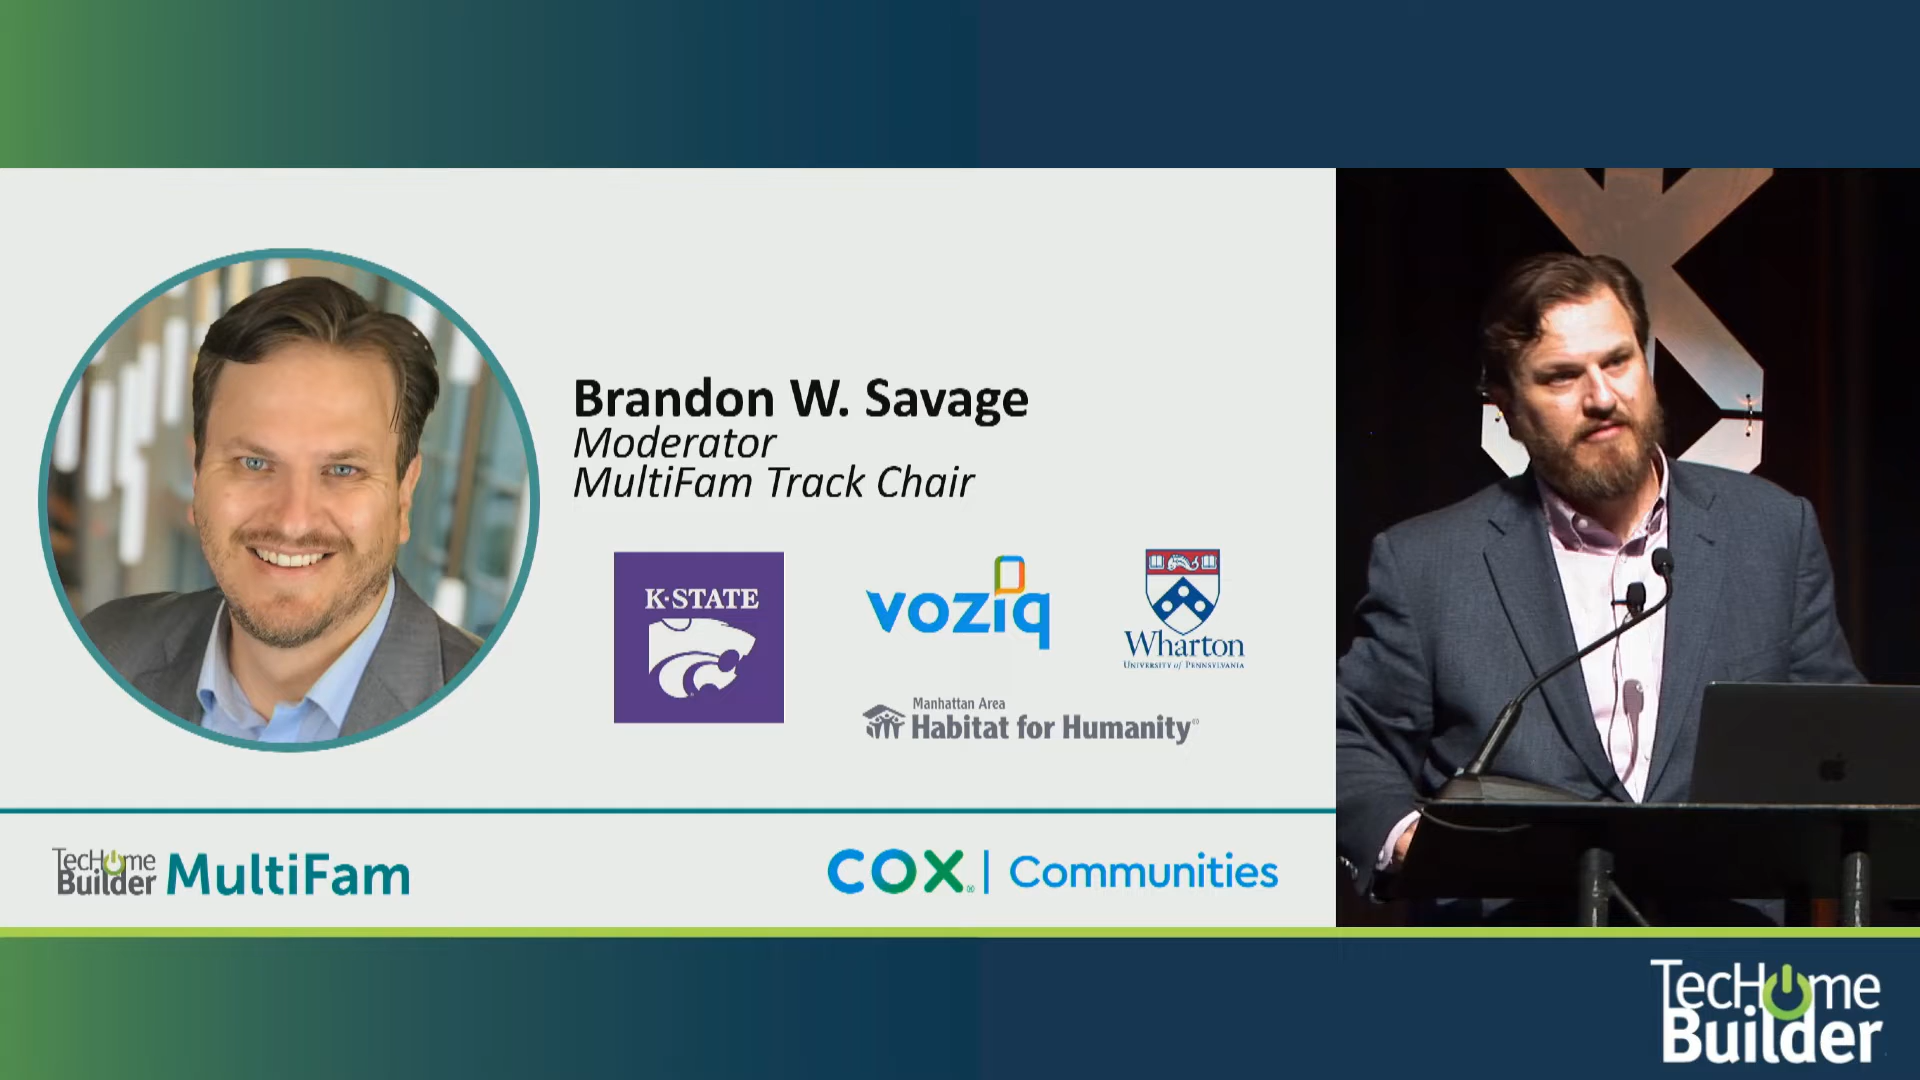 Brandon W. Savage
Moderator
MultiFam Track Chair
K-STATE
voziq
Wharton
UNIVERSITY of PENNSYLVANIA
Manhattan Area
Habitat for Humanity®
TecHome
Builder MultiFam
COX® | Communities
TecHome
Builder